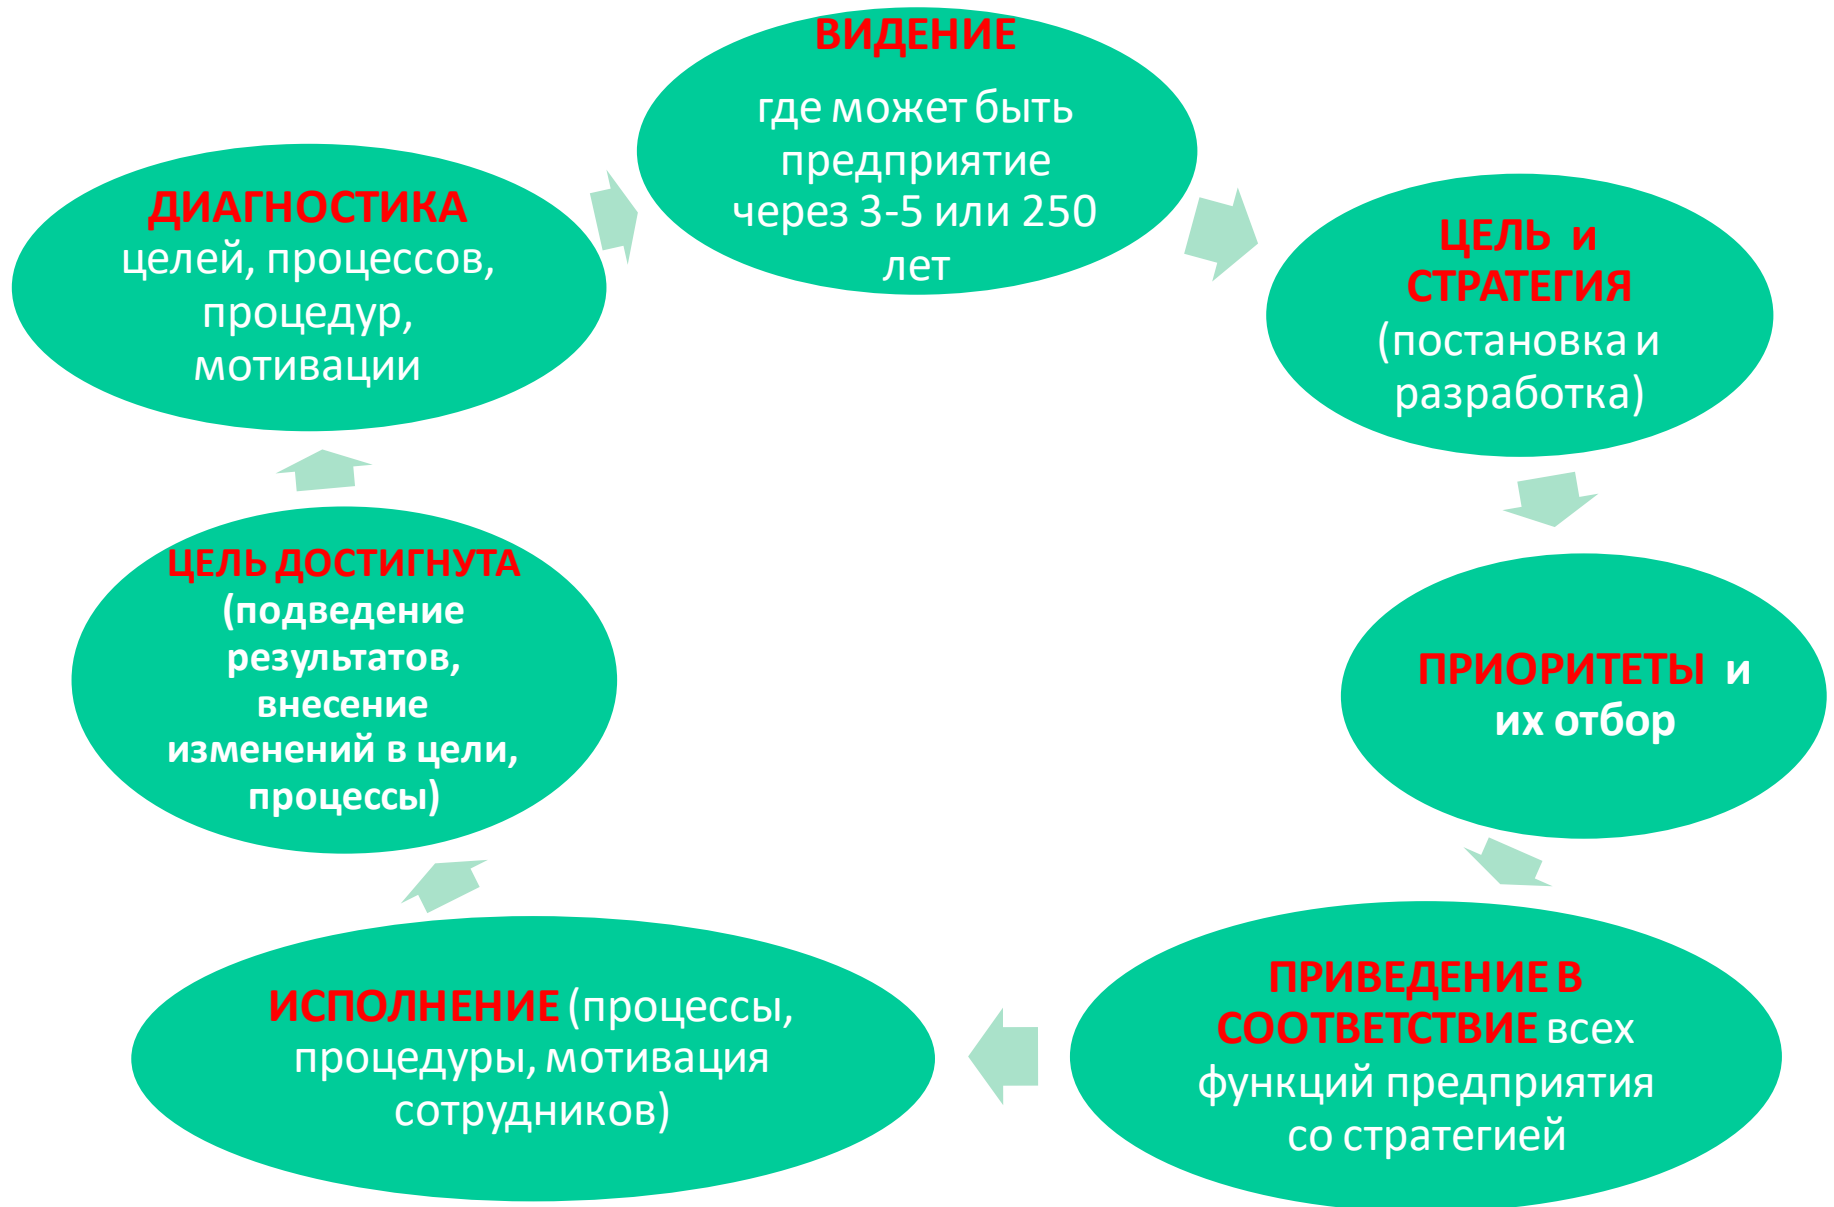 ВИДЕНИЕ
где может быть
предприятие
через 3-5 или 250
лет
ЦЕЛЬ и
СТРАТЕГИЯ
(постановка и
разработка)
ПРИОРИТЕТЫ и
их отбор
ПРИВЕДЕНИЕ В
СООТВЕТСТВИЕ всех
функций предприятия
со стратегией
ИСПОЛНЕНИЕ (процессы,
процедуры, мотивация
сотрудников)
ЦЕЛЬ ДОСТИГНУТА
(подведение
результатов,
внесение
изменений в цели,
процессы)
ДИАГНОСТИКА
целей, процессов,
процедур,
мотивации